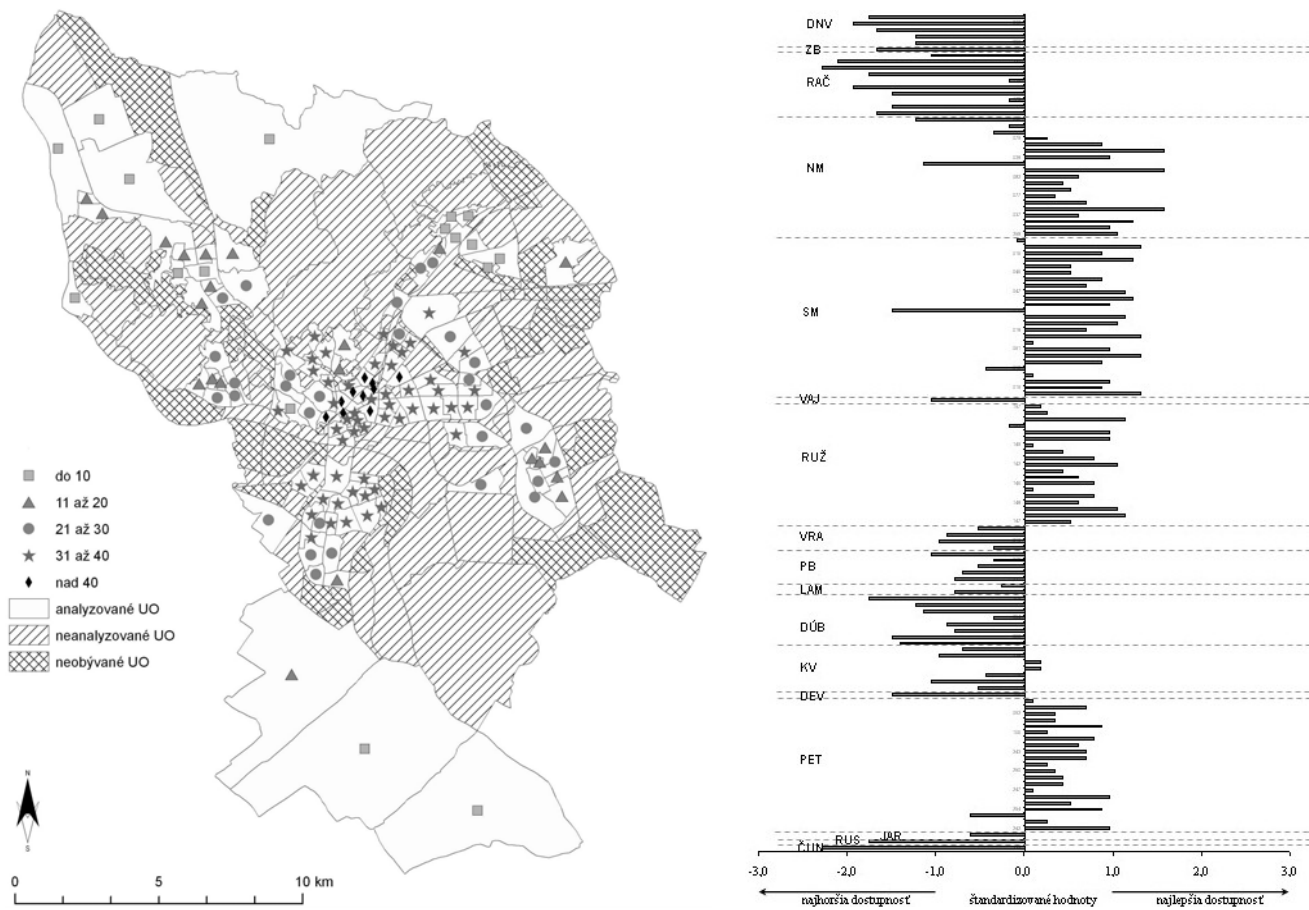 do 10
11 až 20
21 až 30
31 až 40
nad 40
analyzované UO
neanalyzované UO
neobývané UO
N
S
0 5 10 km
DNV
ZB
RAČ
NM
SM
VAJ
RUŽ
VRA
PB
LAM
DÚB
KV
DEV
PET
JAR
RUS
ČUN
-3,0 -2,0 -1,0 0,0 1,0 2,0 3,0
najhoršia dostupnosť štandardizované hodnoty najlepšia dostupnosť